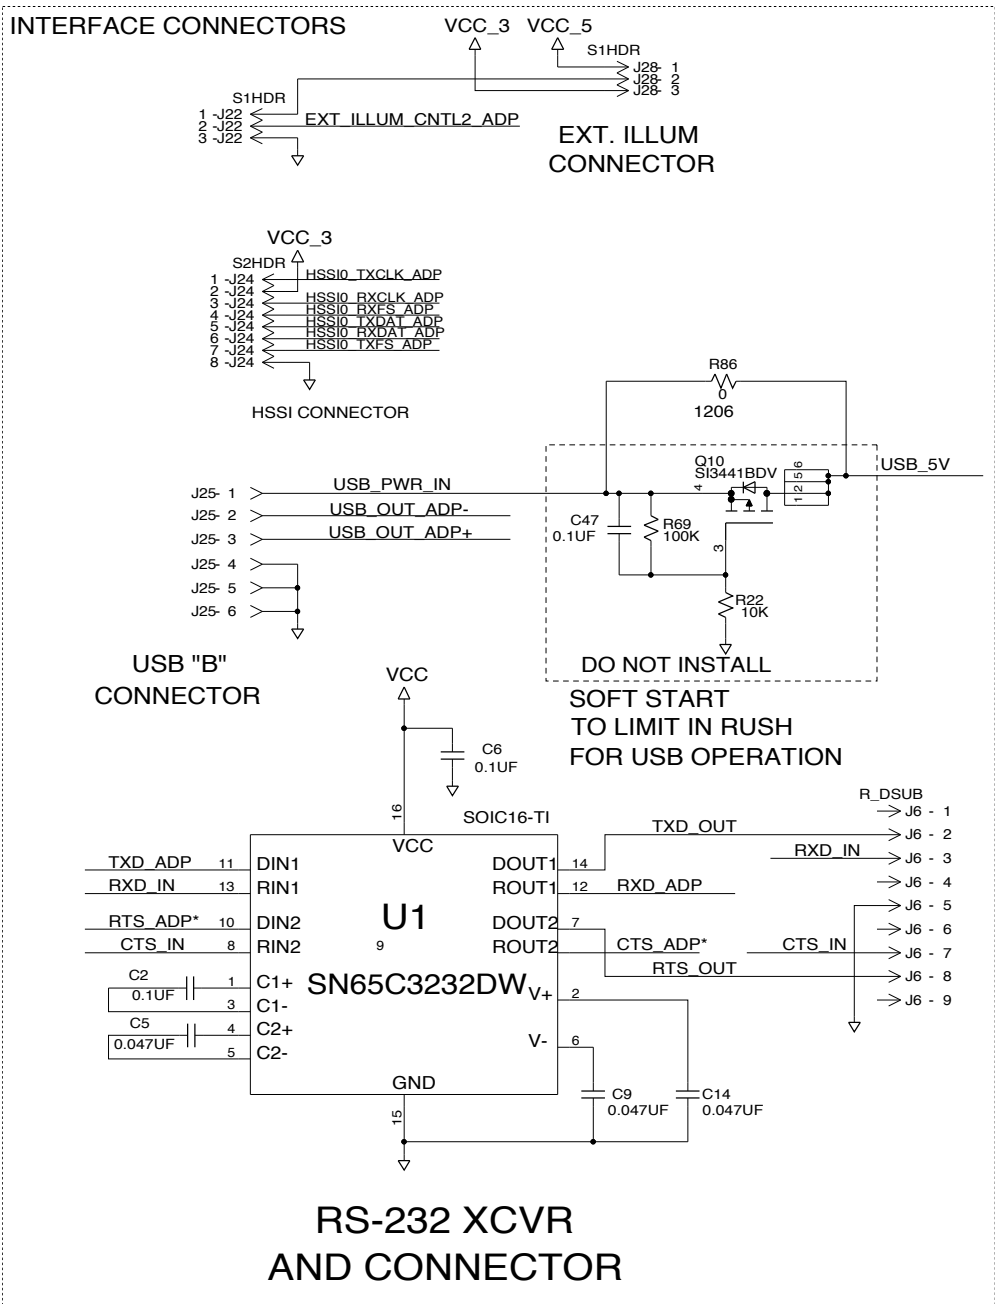 INTERFACE CONNECTORS
VCC_3 VCC_5
S1HDR
J28- 1
J28- 2
J28- 3
S1HDR
1 -J22
2 -J22 EXT_ILLUM_CNTL2_ADP
3 -J22
EXT. ILLUM
CONNECTOR
VCC_3
S2HDR
1 -J24 HSSI0_TXCLK_ADP
2 -J24
3 -J24 HSSI0_RXCLK_ADP
4 -J24 HSSI0_RXFS_ADP
5 -J24 HSSI0_TXDAT_ADP
6 -J24 HSSI0_RXDAT_ADP
7 -J24 HSSI0_TXFS_ADP
8 -J24
HSSI CONNECTOR
R86
0
1206
J25- 1 USB_PWR_IN
J25- 2 USB_OUT_ADP-
J25- 3 USB_OUT_ADP+
J25- 4
J25- 5
J25- 6
USB "B"
CONNECTOR
Q10
SI3441BDV
4
3
1 2 5 6
USB_5V
C47
0.1UF
R69
100K
R22
10K
DO NOT INSTALL
SOFT START
TO LIMIT IN RUSH
FOR USB OPERATION
VCC
C6
0.1UF
16
SOIC16-TI
VCC
TXD_ADP 11 DIN1
RXD_IN 13 RIN1
RTS_ADP* 10 DIN2
CTS_IN 8 RIN2
C2
0.1UF
1 C1+
3 C1-
C5
0.047UF
4 C2+
5 C2-
U1
9
SN65C3232DW
DOUT1 14 TXD_OUT
ROUT1 12 RXD_ADP
DOUT2 7 RTS_OUT
ROUT2 CTS_ADP*
V+ 2
V- 6
GND
15
C9
0.047UF
C14
0.047UF
R_DSUB
J6 - 1
J6 - 2
RXD_IN J6 - 3
J6 - 4
J6 - 5
J6 - 6
CTS_IN J6 - 7
J6 - 8
J6 - 9
RS-232 XCVR
AND CONNECTOR